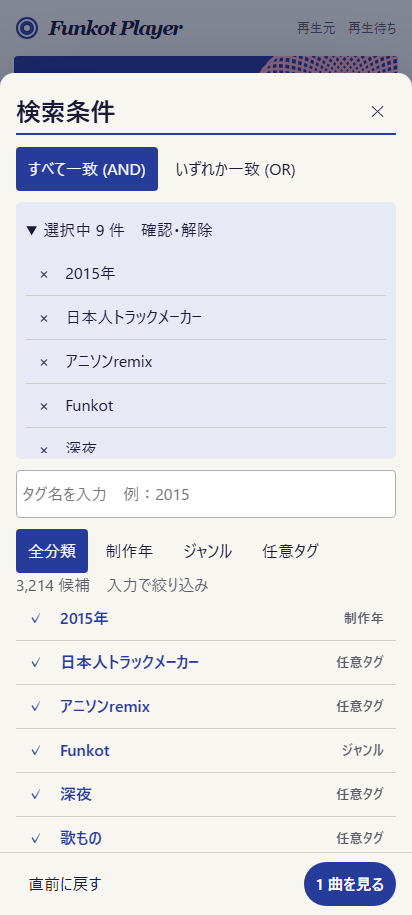 Funkot Player 再生元 再生待ち
検索条件 ×
すべて一致 (AND) いずれか一致 (OR)
▼ 選択中 9 件 確認・解除
× 2015年
× 日本人トラックメーカー
× アニソンremix
× Funkot
× 深夜
タグ名を入力 例：2015
全分類 制作年 ジャンル 任意タグ
3,214 候補 入力で絞り込み
✓ 2015年 制作年
✓ 日本人トラックメーカー 任意タグ
✓ アニソンremix 任意タグ
✓ Funkot ジャンル
✓ 深夜 任意タグ
✓ 歌もの 任意タグ
直前に戻す 1 曲を見る